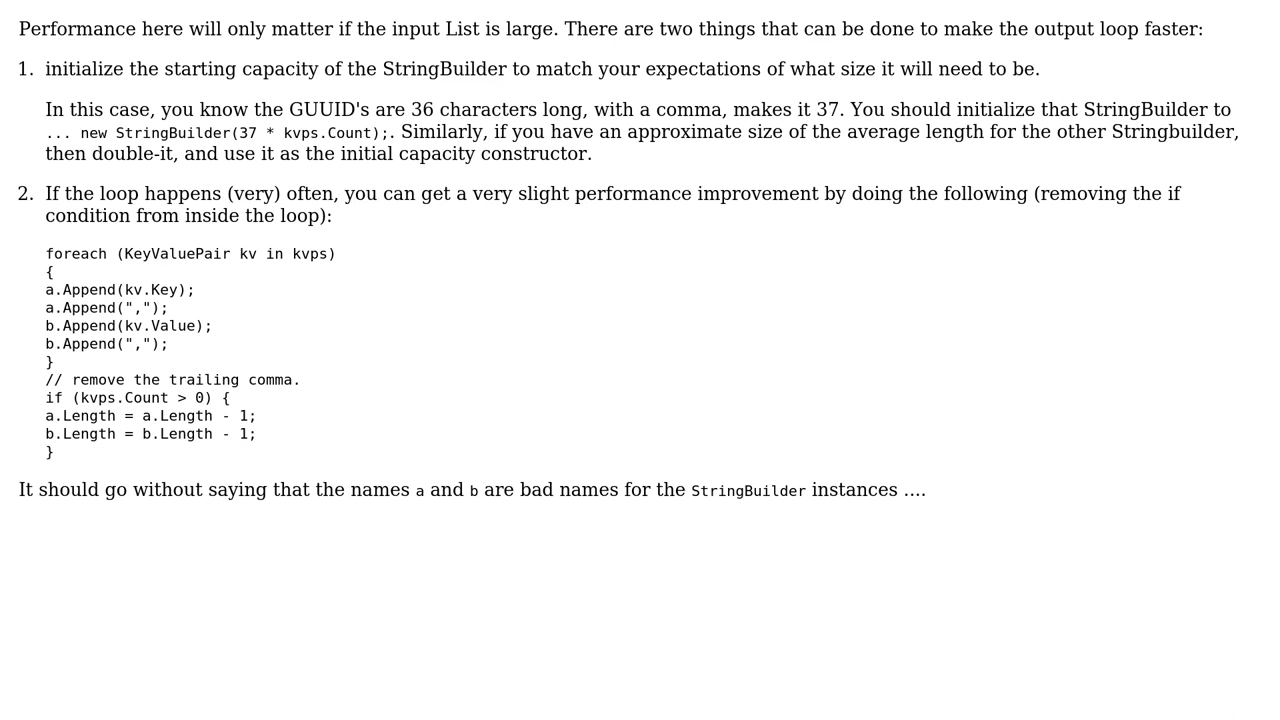 Performance here will only matter if the input List is large. There are two things that can be done to make the output loop faster:
1. initialize the starting capacity of the StringBuilder to match your expectations of what size it will need to be.
In this case, you know the GUUID's are 36 characters long, with a comma, makes it 37. You should initialize that StringBuilder to
... new StringBuilder(37 * kvps.Count);. Similarly, if you have an approximate size of the average length for the other Stringbuilder,
then double-it, and use it as the initial capacity constructor.
2. If the loop happens (very) often, you can get a very slight performance improvement by doing the following (removing the if
condition from inside the loop):
foreach (KeyValuePair kv in kvps)
{
a.Append(kv.Key);
a.Append(",");
b.Append(kv.Value);
b.Append(",");
}
// remove the trailing comma.
if (kvps.Count > 0) {
a.Length = a.Length - 1;
b.Length = b.Length - 1;
}
It should go without saying that the names a and b are bad names for the StringBuilder instances ....